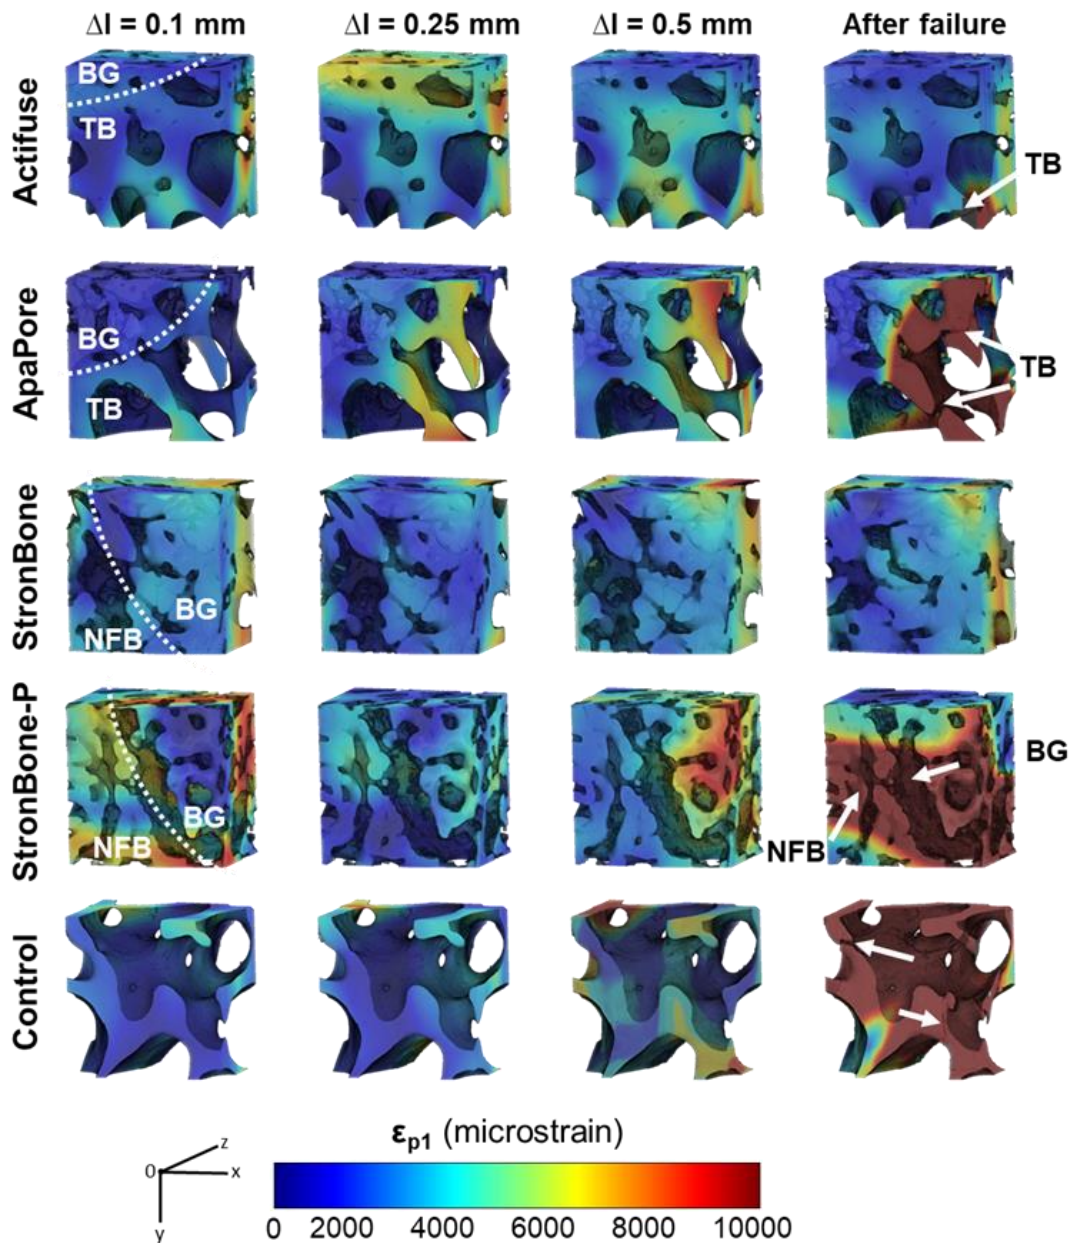 Δl = 0.1 mm Δl = 0.25 mm Δl = 0.5 mm After failure
Actifuse
BG
TB
TB
ApaPore
BG
TB
TB
StronBone
BG
NFB
StronBone-P
BG
NFB
BG
NFB
Control
εp1 (microstrain)
0 z x y
0 2000 4000 6000 8000 10000